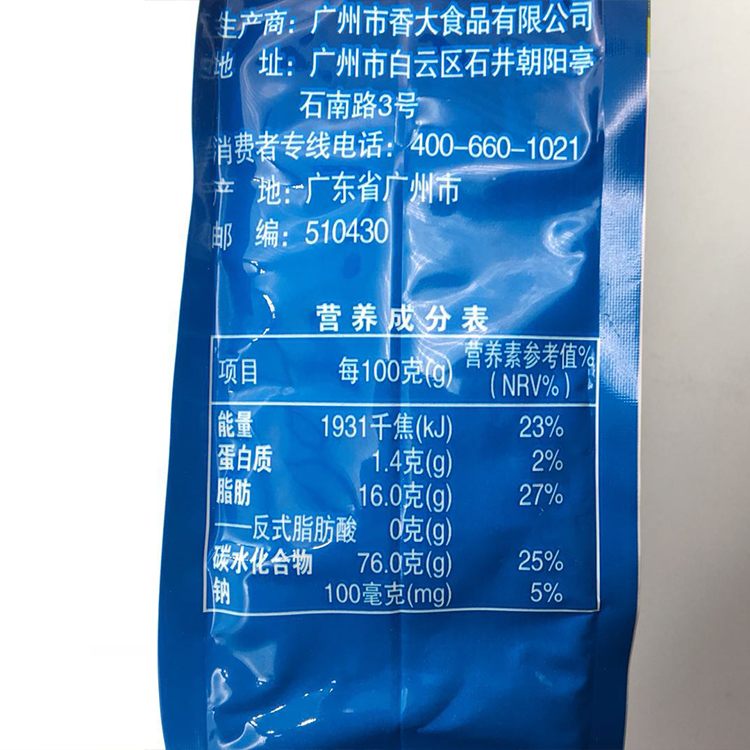 生产商：广州市香大食品有限公司
地 址：广州市白云区石井朝阳亭
石南路3号
消费者专线电话：400-660-1021
产 地：广东省广州市
邮 编：510430
营养成分表
项目 每100克(g) 营养素参考值%
(NRV%)
能量 1931千焦(kJ) 23%
蛋白质 1.4克(g) 2%
脂肪 16.0克(g) 27%
——反式脂肪酸 0克(g)
碳水化合物 76.0克(g) 25%
钠 100毫克(mg) 5%